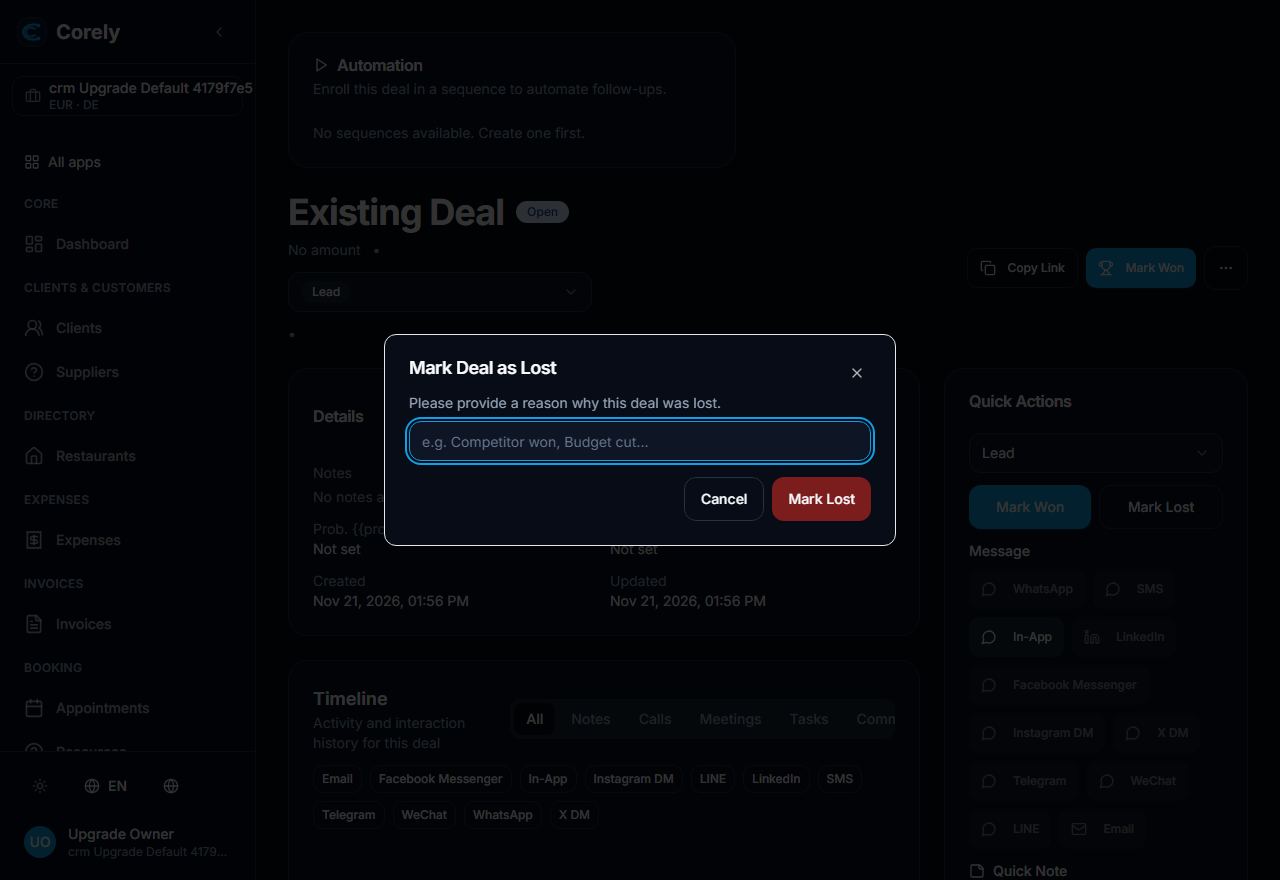 Corely
crm Upgrade Default 4179f7e5
EUR · DE
All apps
CORE
Dashboard
CLIENTS & CUSTOMERS
Clients
Suppliers
DIRECTORY
Restaurants
EXPENSES
Expenses
INVOICES
Invoices
BOOKING
Appointments
Resources
EN
UO
Upgrade Owner
crm Upgrade Default 4179...
Automation
Enroll this deal in a sequence to automate follow-ups.
No sequences available. Create one first.
Existing Deal
Open
No amount •
Lead
•
Copy Link
Mark Won
Mark Deal as Lost
Please provide a reason why this deal was lost.
e.g. Competitor won, Budget cut...
Cancel
Mark Lost
Details
Notes
No notes a
Prob. {{pro
Not set
Not set
Created
Nov 21, 2026, 01:56 PM
Updated
Nov 21, 2026, 01:56 PM
Timeline
Activity and interaction
history for this deal
All Notes Calls Meetings Tasks Comm
Email Facebook Messenger In-App Instagram DM LINE LinkedIn SMS
Telegram WeChat WhatsApp X DM
Quick Actions
Lead
Mark Won
Mark Lost
Message
WhatsApp SMS
In-App LinkedIn
Facebook Messenger
Instagram DM X DM
Telegram WeChat
LINE Email
Quick Note